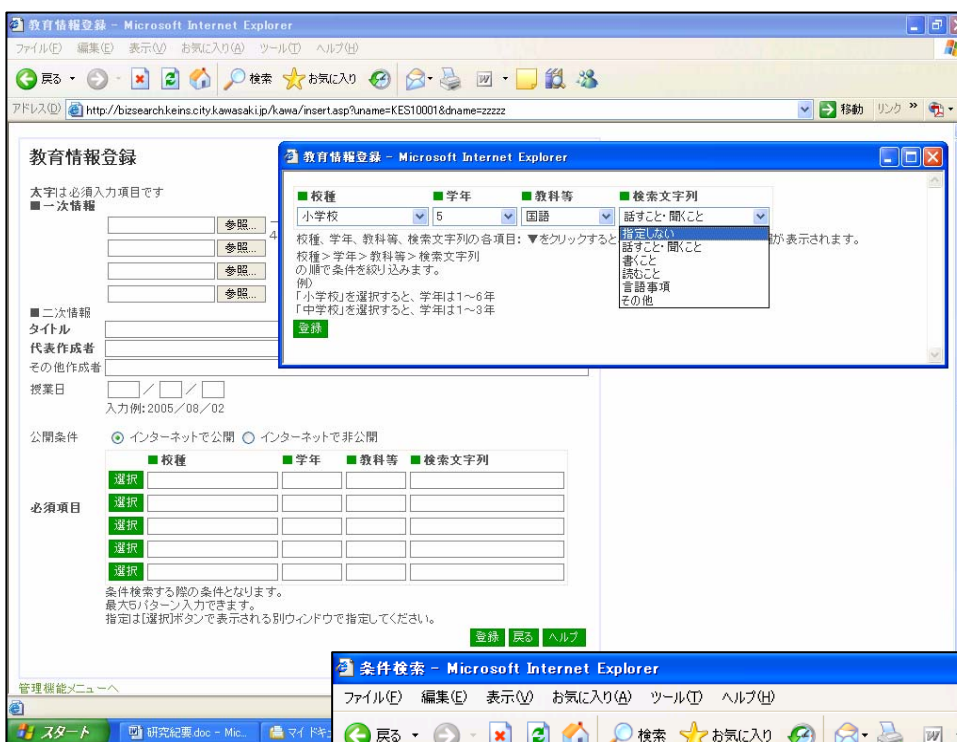 教育情報登録 - Microsoft Internet Explorer
ファイル(F) 編集(E) 表示(V) お気に入り(A) ツール(T) ヘルプ(H)
戻る 検索 お気に入り
アドレス(D) http://bizsearch.keins.city.kawasaki.jp/kawa/insert.asp?uname=KES10001&dname=zzzzz 移動 リンク »
教育情報登録
太字は必須入力項目です
■一次情報
参照...
参照...
参照...
参照...
■二次情報
タイトル
代表作成者
その他作成者
授業日 / /
入力例:2005/08/02
公開条件 インターネットで公開 インターネットで非公開
■校種 ■学年 ■教科等 ■検索文字列
必須項目
選択
選択
選択
選択
選択
条件検索する際の条件となります。
最大5パターン入力できます。
指定は[選択]ボタンで表示される別ウィンドウで指定してください。
登録 戻る ヘルプ
管理機能メニューへ
教育情報登録 - Microsoft Internet Explorer
■校種 ■学年 ■教科等 ■検索文字列
小学校 5 国語 話すこと・聞くこと
指定しない
話すこと・聞くこと
書くこと
読むこと
言語事項
その他
校種、学年、教科等、検索文字列の各項目: ▼をクリックすると が表示されます。
校種>学年>教科等>検索文字列
の順で条件を絞り込みます。
例)
「小学校」を選択すると、学年は1~6年
「中学校」を選択すると、学年は1~3年
登録
条件検索 - Microsoft Internet Explorer
ファイル(F) 編集(E) 表示(V) お気に入り(A) ツール(T) ヘルプ(H)
戻る 検索 お気に入り
スタート 研究紀要.doc - Mic... マイ ドキ